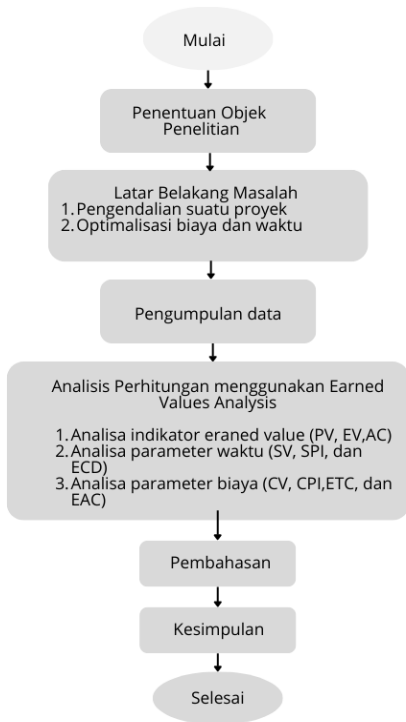 Mulai
Penentuan Objek
Penelitian
Latar Belakang Masalah
1. Pengendalian suatu proyek
2. Optimalisasi biaya dan waktu
Pengumpulan data
Analisis Perhitungan menggunakan Earned
Values Analysis
1. Analisa indikator eraned value (PV, EV,AC)
2. Analisa parameter waktu (SV, SPI, dan
ECD)
3. Analisa parameter biaya (CV, CPI,ETC, dan
EAC)
Pembahasan
Kesimpulan
Selesai